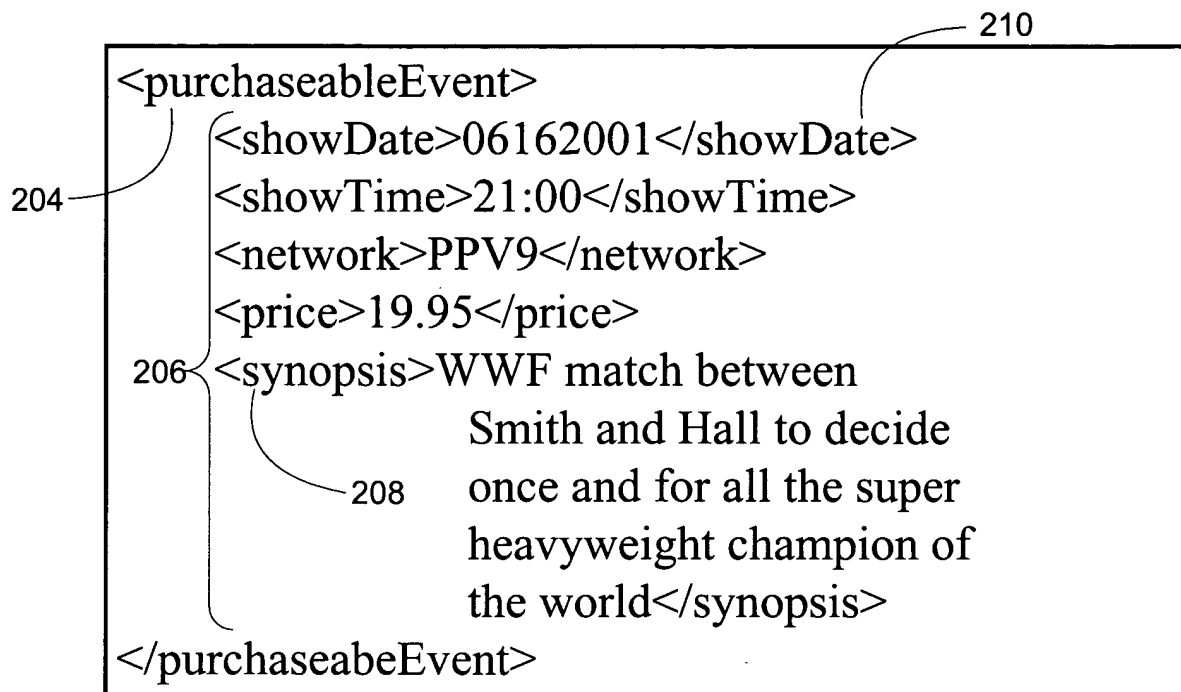 210
<purchaseableEvent>
<showDate>06162001</showDate>
204
<showTime>21:00</showTime>
<network>PPV9</network>
<price>19.95</price>
206 <synopsis>WWF match between
Smith and Hall to decide
208 once and for all the super
heavyweight champion of
the world</synopsis>
</purchaseabeEvent>